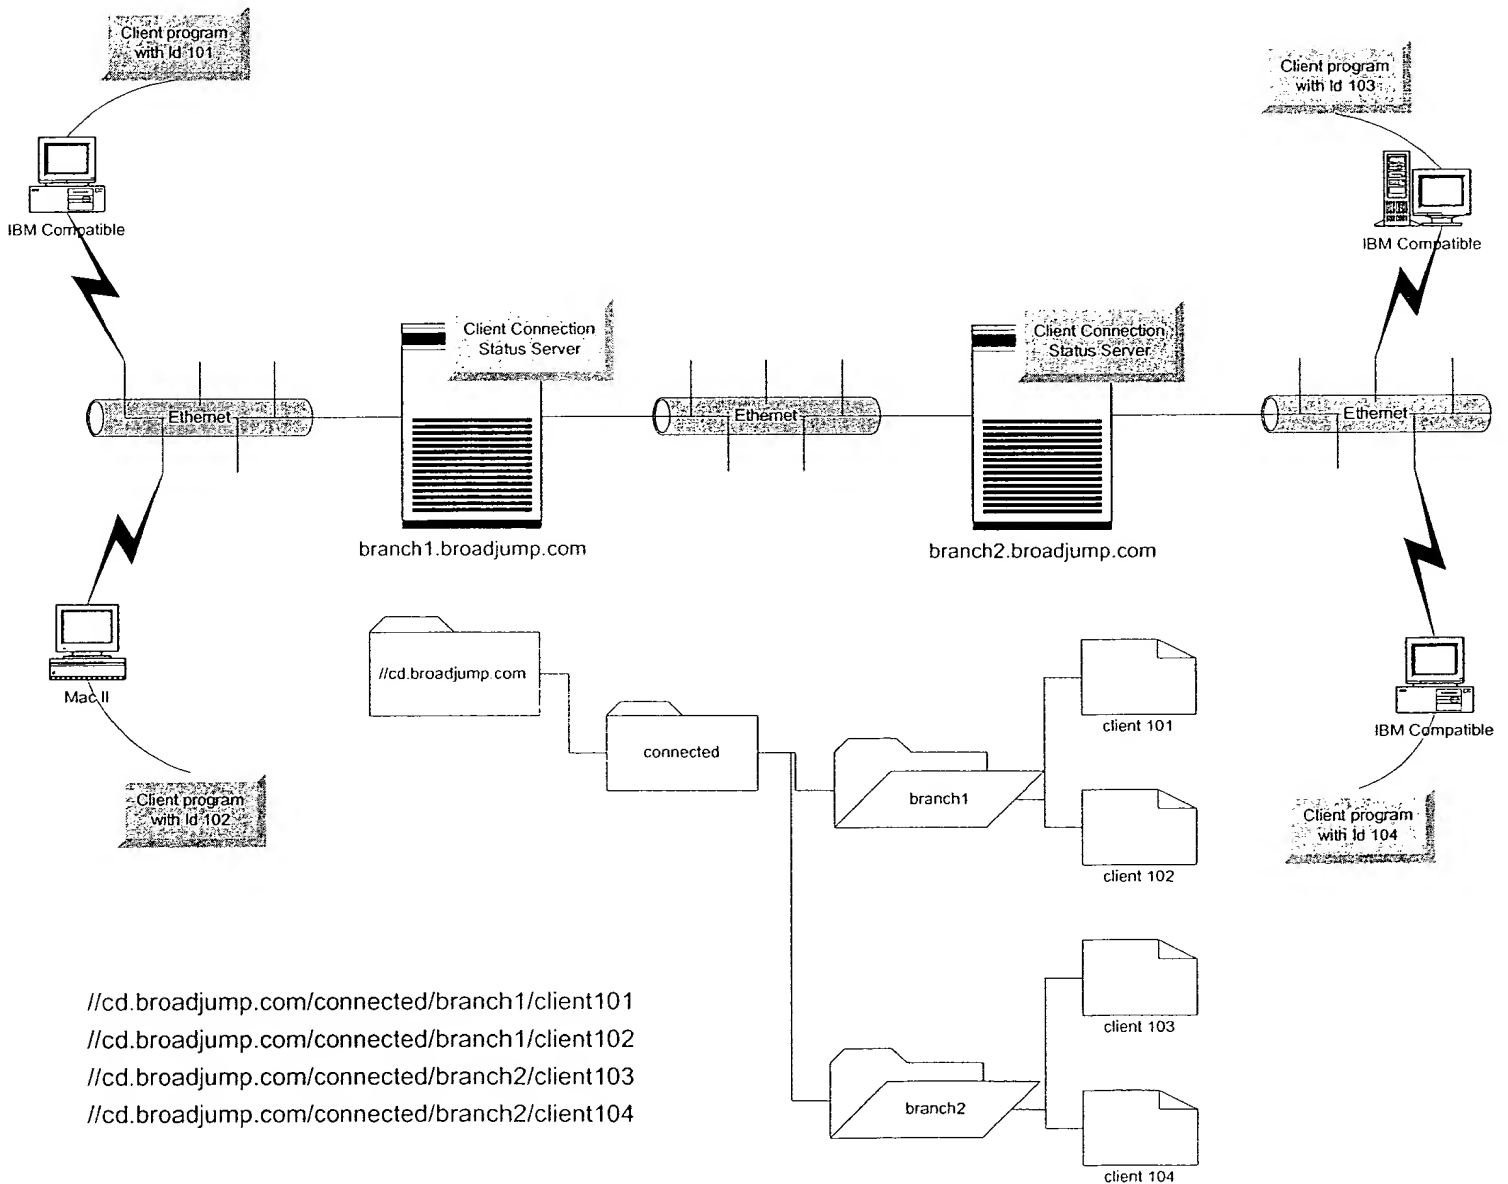 Client program
with Id 101
Client program
with Id 103
IBM Compatible
IBM Compatible
Client Connection
Status Server
Client Connection
Status Server
Ethernet
Ethernet
Ethernet
branch1.broadjump.com
branch2.broadjump.com
Mac II
//cd.broadjump.com
connected
client 101
IBM Compatible
branch1
Client program
with Id 102
Client program
with Id 104
client 102
//cd.broadjump.com/connected/branch1/client101
//cd.broadjump.com/connected/branch1/client102
//cd.broadjump.com/connected/branch2/client103
//cd.broadjump.com/connected/branch2/client104
client 103
branch2
client 104